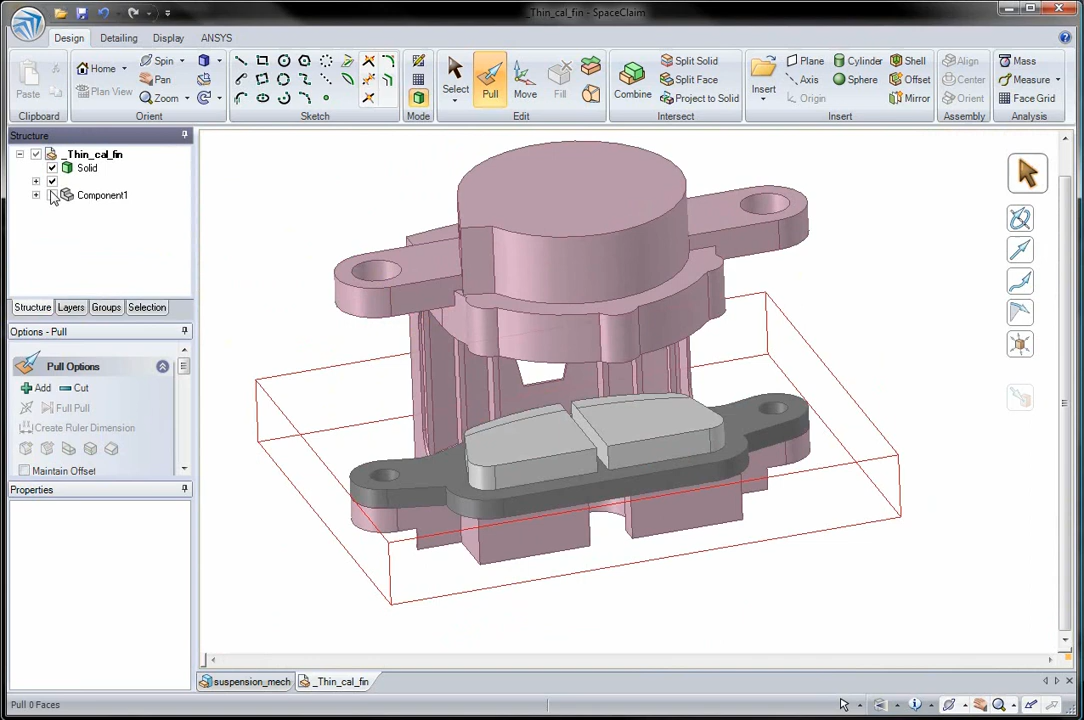 _Thin_cal_fin - SpaceClaim
Design Detailing Display ANSYS
Paste
Clipboard
Home
Plan View
Spin
Pan
Zoom
Orient
Sketch
Mode
Select
Pull
Move
Fill
Edit
Combine
Split Solid
Split Face
Project to Solid
Intersect
Insert
Plane
Axis
Origin
Cylinder
Sphere
Shell
Offset
Mirror
Insert
Align
Center
Orient
Assembly
Mass
Measure
Face Grid
Analysis
Structure
_Thin_cal_fin
Solid
Component1
Structure Layers Groups Selection
Options - Pull
Pull Options
Add Cut
Full Pull
Create Ruler Dimension
Maintain Offset
Properties
suspension_mech _Thin_cal_fin
Pull 0 Faces